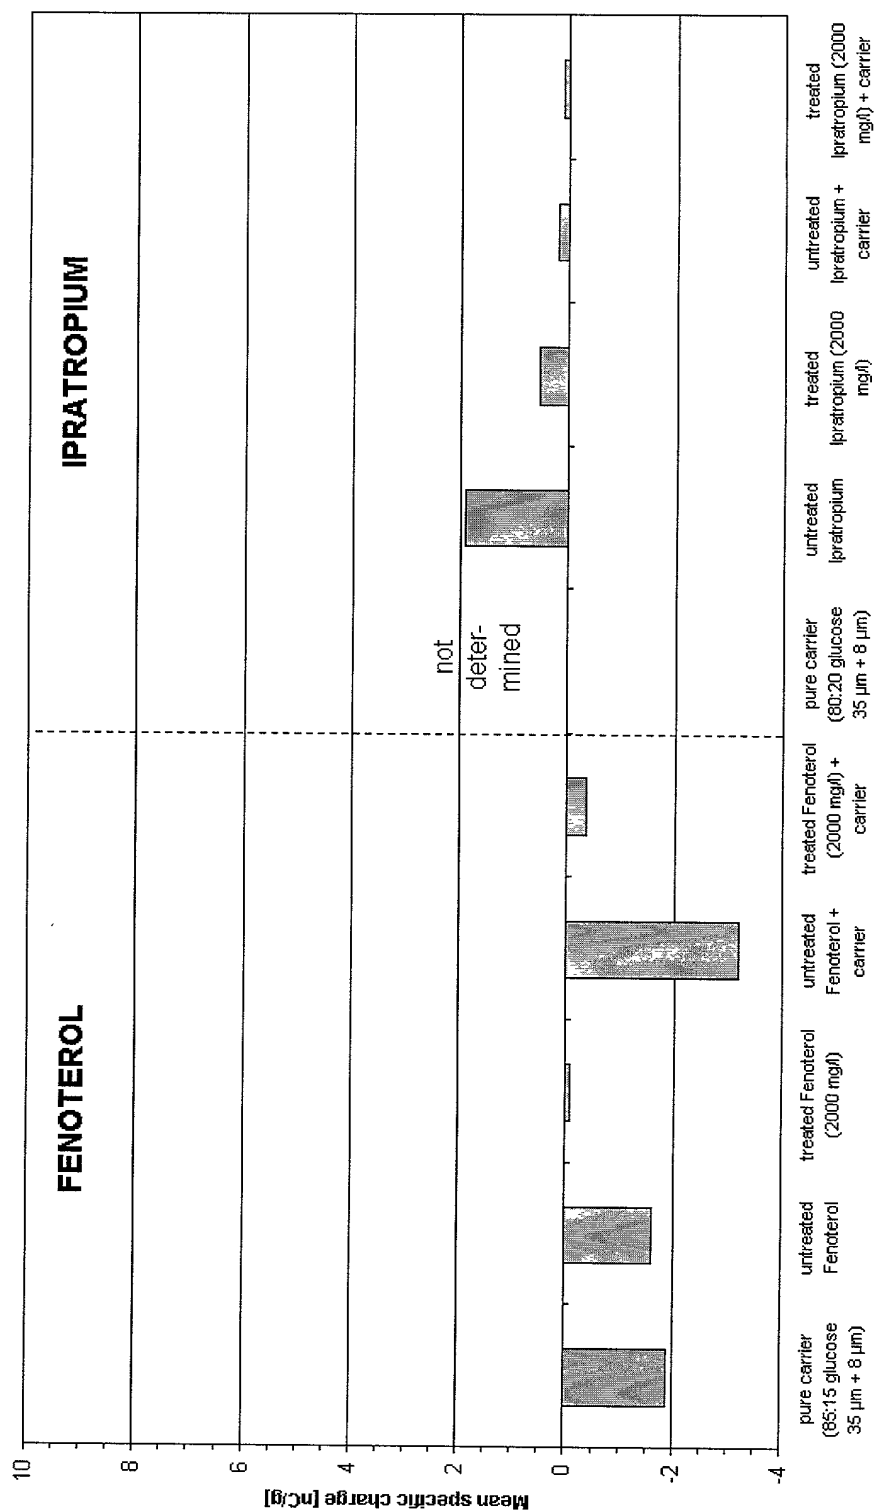 FENOTEROL
IPRATROPIUM
Mean specific charge [nC/g]
10
8
6
4
2
0
-2
-4
not
deter-
mined
pure carrier
(85:15 glucose
35 µm + 8 µm)
untreated
Fenoterol
treated Fenoterol
(2000 mg/l)
untreated
Fenoterol +
carrier
treated Fenoterol
(2000 mg/l) +
carrier
pure carrier
(80:20 glucose
35 µm + 8 µm)
untreated
Ipratropium
treated
Ipratropium (2000
mg/l)
untreated
Ipratropium +
carrier
treated
Ipratropium (2000
mg/l) + carrier